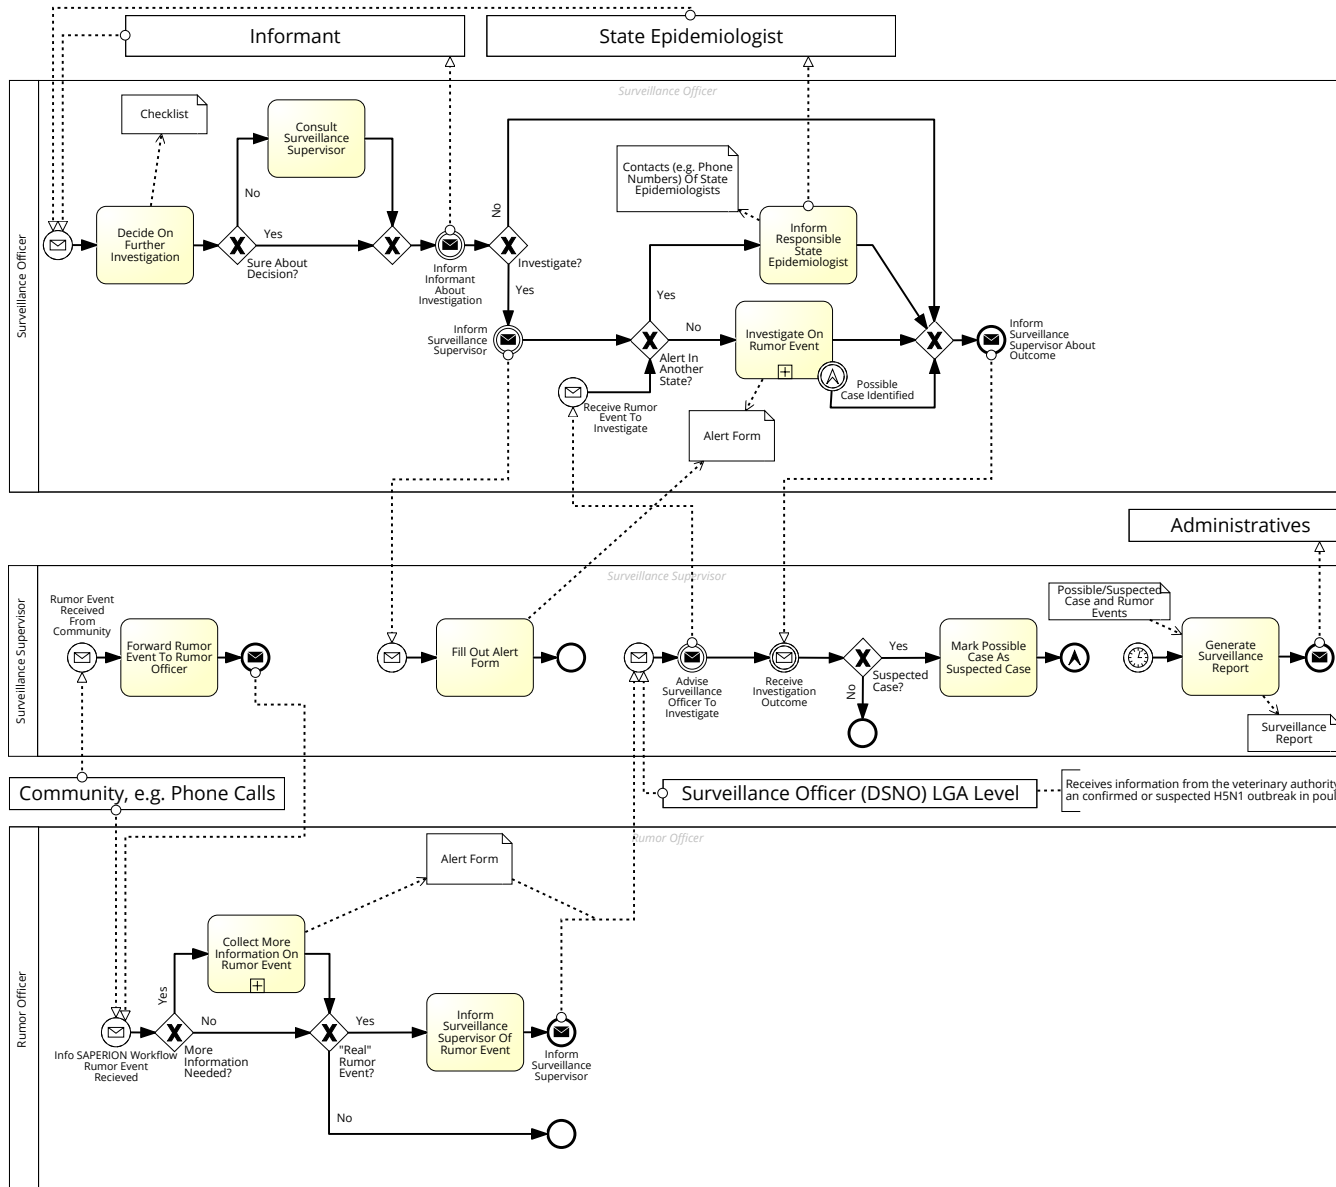 Informant
State Epidemiologist
Surveillance Officer
Surveillance Officer
Checklist
Consult
Surveillance
Supervisor
No
Decide On
Further
Investigation
Yes
Sure About
Decision?
Inform
Informant
About
Investigation
No
Investigate?
Yes
Contacts (e.g. Phone
Numbers) Of State
Epidemiologists
Inform
Responsible
State
Epidemiologist
Inform
Surveillance
Supervisor
Yes
No
Alert In
Another
State?
Investigate On
Rumor Event
Possible
Case Identified
Inform
Surveillance
Supervisor About
Outcome
Receive Rumor
Event To
Investigate
Alert Form
Administratives
Surveillance Supervisor
Surveillance Supervisor
Rumor Event
Received
From
Community
Forward Rumor
Event To Rumor
Officer
Fill Out Alert
Form
Advise
Surveillance
Officer To
Investigate
Receive
Investigation
Outcome
Yes
Suspected
Case?
No
Mark Possible
Case As
Suspected Case
Possible/Suspected
Case and Rumor
Events
Generate
Surveillance
Report
Surveillance
Report
Community, e.g. Phone Calls
Surveillance Officer (DSNO) LGA Level
Receives information from the veterinary authority
an confirmed or suspected H5N1 outbreak in
Rumor Officer
Rumor Officer
Alert Form
Collect More
Information On
Rumor Event
Yes
No
Info SAPERION Workflow
Rumor Event
Recieved
More
Information
Needed?
Yes
"Real"
Rumor
Event?
Inform
Surveillance
Supervisor Of
Rumor Event
Inform
Surveillance
Supervisor
No